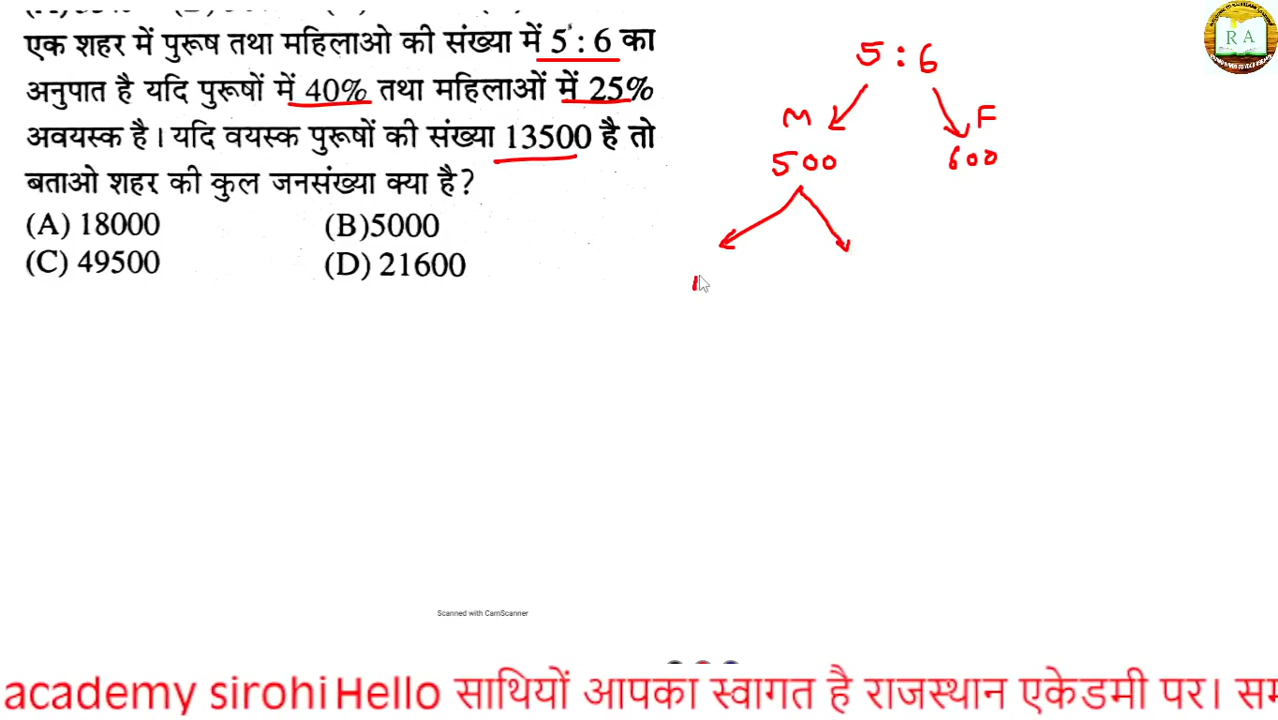 एक शहर में पुरूष तथा महिलाओ की संख्या में 5 : 6 का
अनुपात है यदि पुरूषों में 40% तथा महिलाओं में 25%
अवयस्क है। यदि वयस्क पुरूषों की संख्या 13500 है तो
बताओ शहर की कुल जनसंख्या क्या है?
(A) 18000 (B)5000
(C) 49500 (D) 21600
5 : 6
M F
500 600
R A
Scanned with CamScanner
academy sirohi Hello साथियों आपका स्वागत है राजस्थान एकेडमी पर। सम